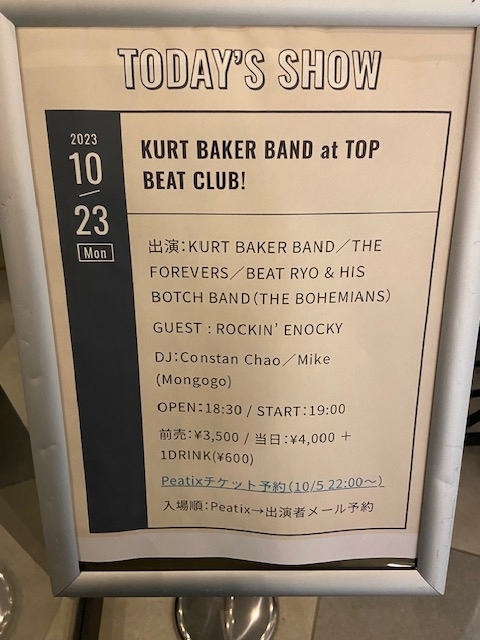 TODAY'S SHOW
2023
10
23
Mon
KURT BAKER BAND at TOP
BEAT CLUB!
出演:KURT BAKER BAND／THE
FOREVERS／BEAT RYO & HIS
BOTCH BAND(THE BOHEMIANS)
GUEST : ROCKIN' ENOCKY
DJ:Constan Chao／Mike
(Mongogo)
OPEN:18:30 / START:19:00
前売:¥3,500 / 当日:¥4,000 ＋
1DRINK(¥600)
Peatixチケット予約(10/5 22:00〜)
入場順:Peatix→出演者メール予約